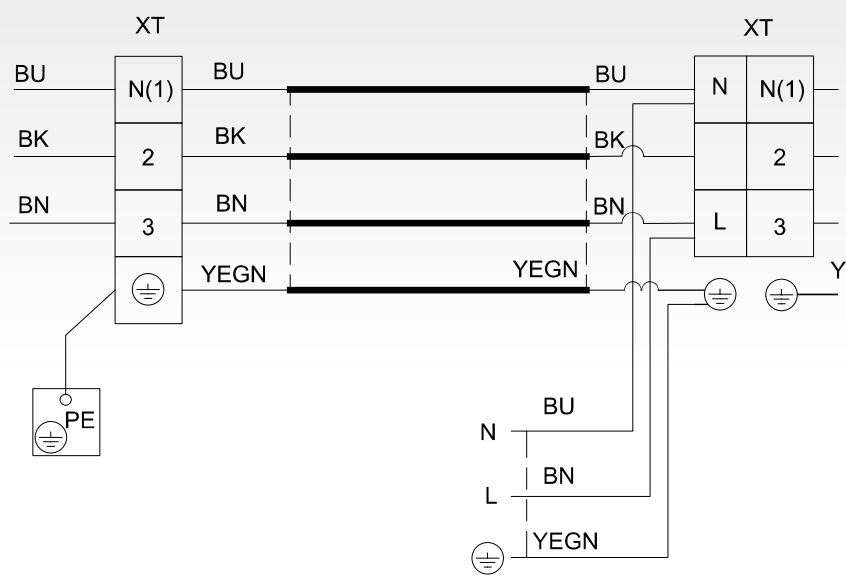 XT
XT
BU
N(1)
BU
BU
N
N(1)
BK
2
BK
BK
2
BN
3
BN
BN
L
3
YEGN
YEGN
Y
PE
N
BU
L
BN
YEGN